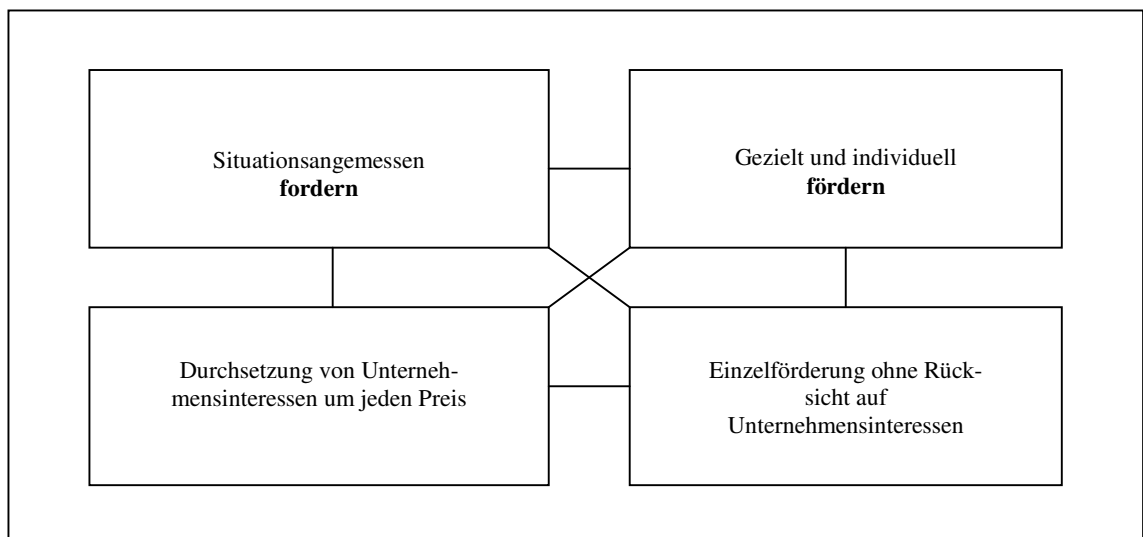 Situationsangemessen
fordern
Gezielt und individuell
fördern
Durchsetzung von Unterneh-
mensinteressen um jeden Preis
Einzelförderung ohne Rück-
sicht auf
Unternehmensinteressen